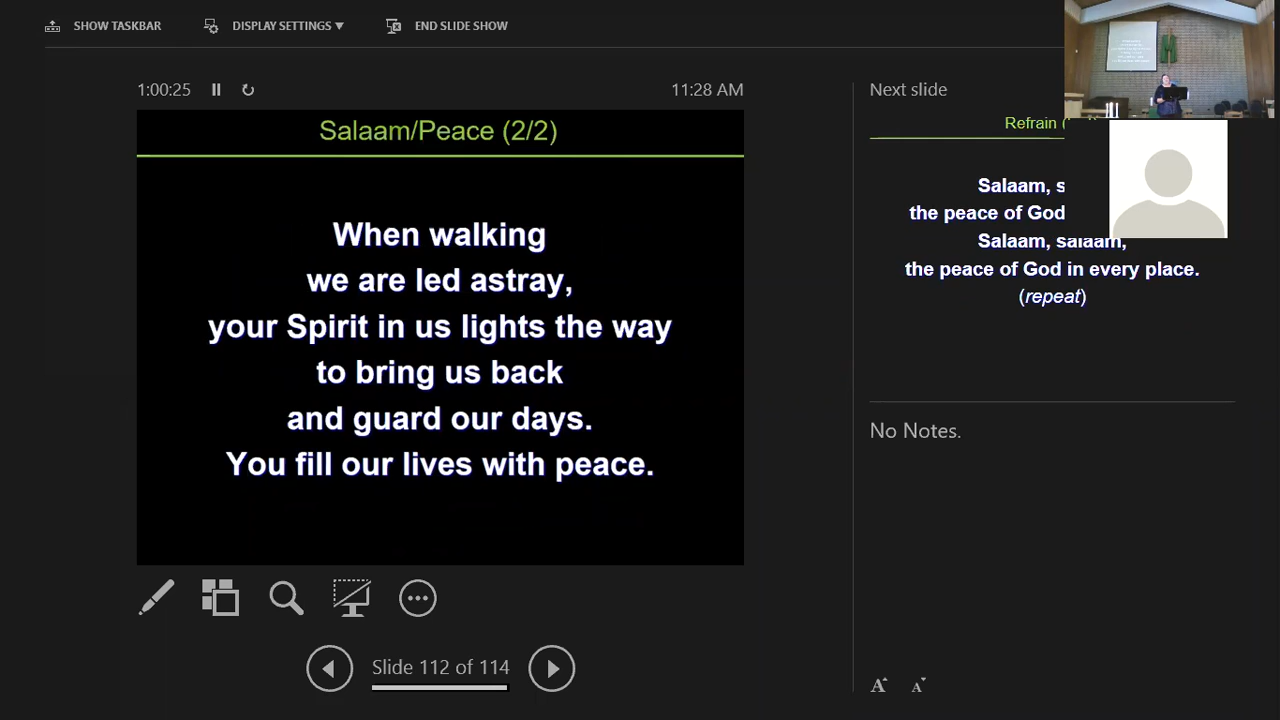 SHOW TASKBAR
DISPLAY SETTINGS ▼
END SLIDE SHOW
1:00:25
11:28 AM
Salaam/Peace (2/2)
When walking
we are led astray,
your Spirit in us lights the way
to bring us back
and guard our days.
You fill our lives with peace.
Slide 112 of 114
Next slide
Refrain (
Salaam, s
the peace of God
Salaam, salaam,
the peace of God in every place.
(repeat)
No Notes.
A A